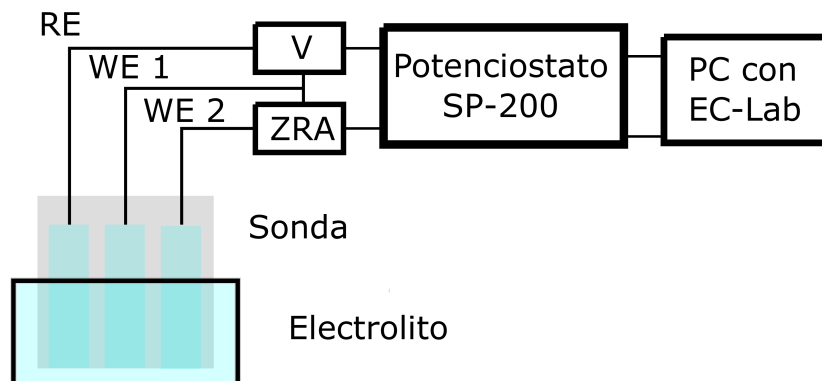 RE
WE 1
WE 2
V
ZRA
Potenciostato
SP-200
PC con
EC-Lab
Sonda
Electrolito